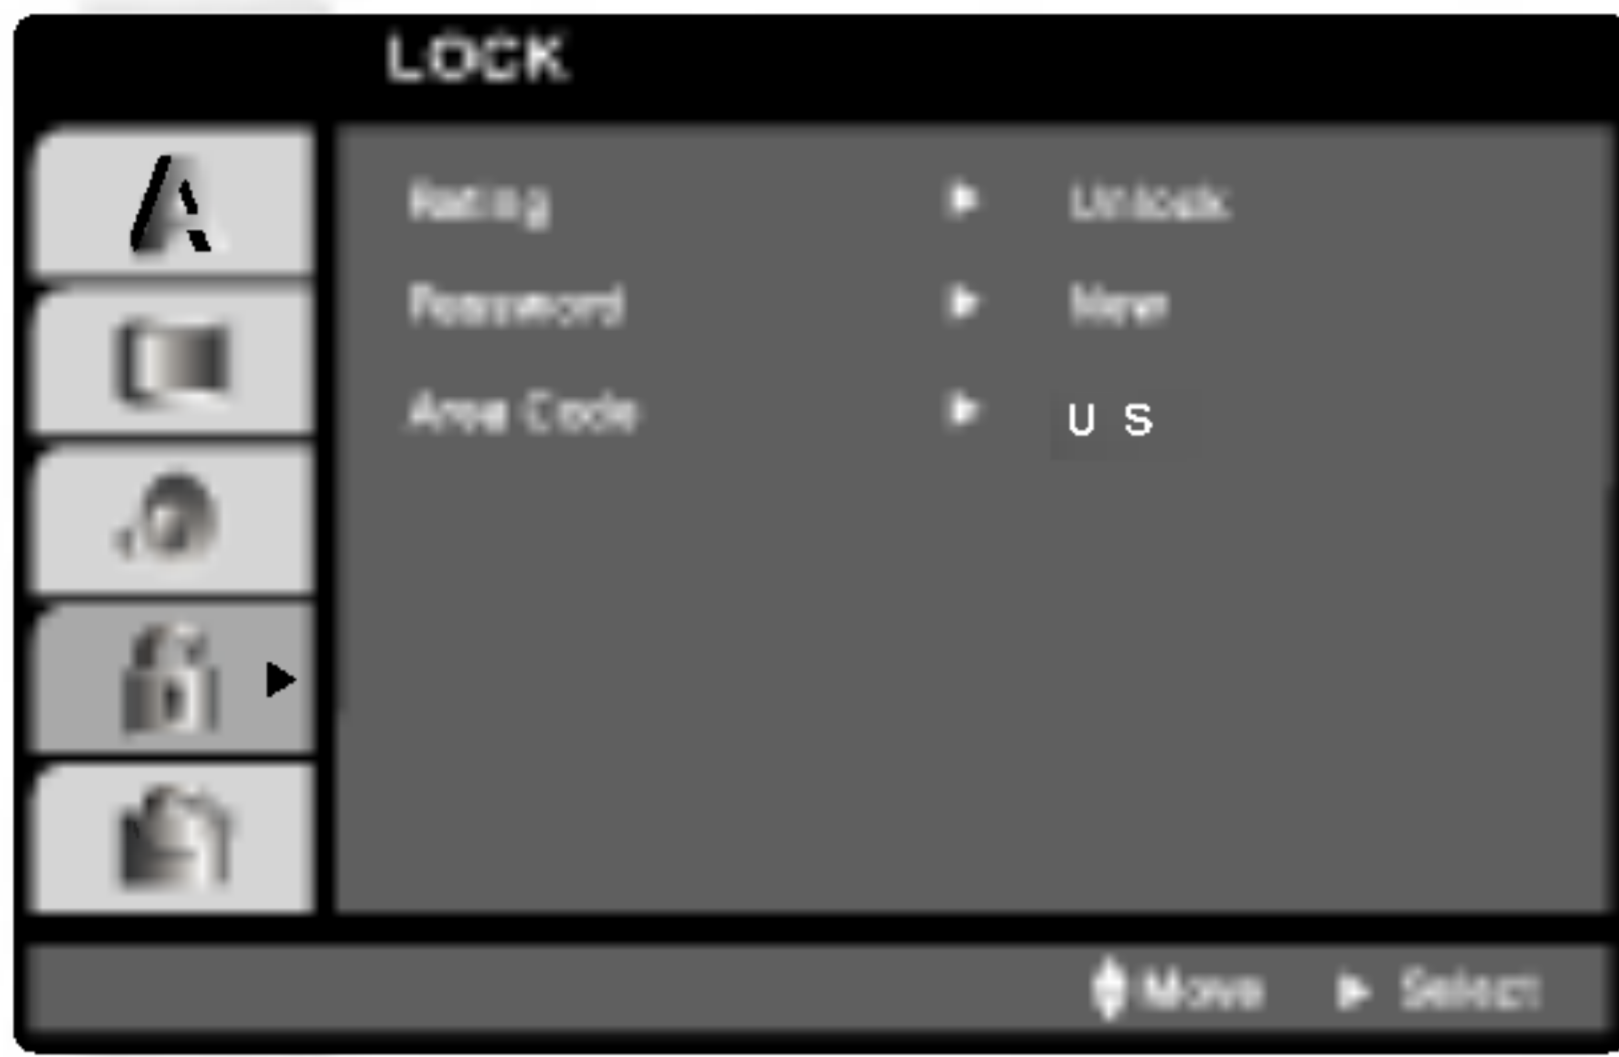 LOCK
Rating ▶ Unlock
Password ▶ New
Area Code ▶ U S
Move ▶ Select